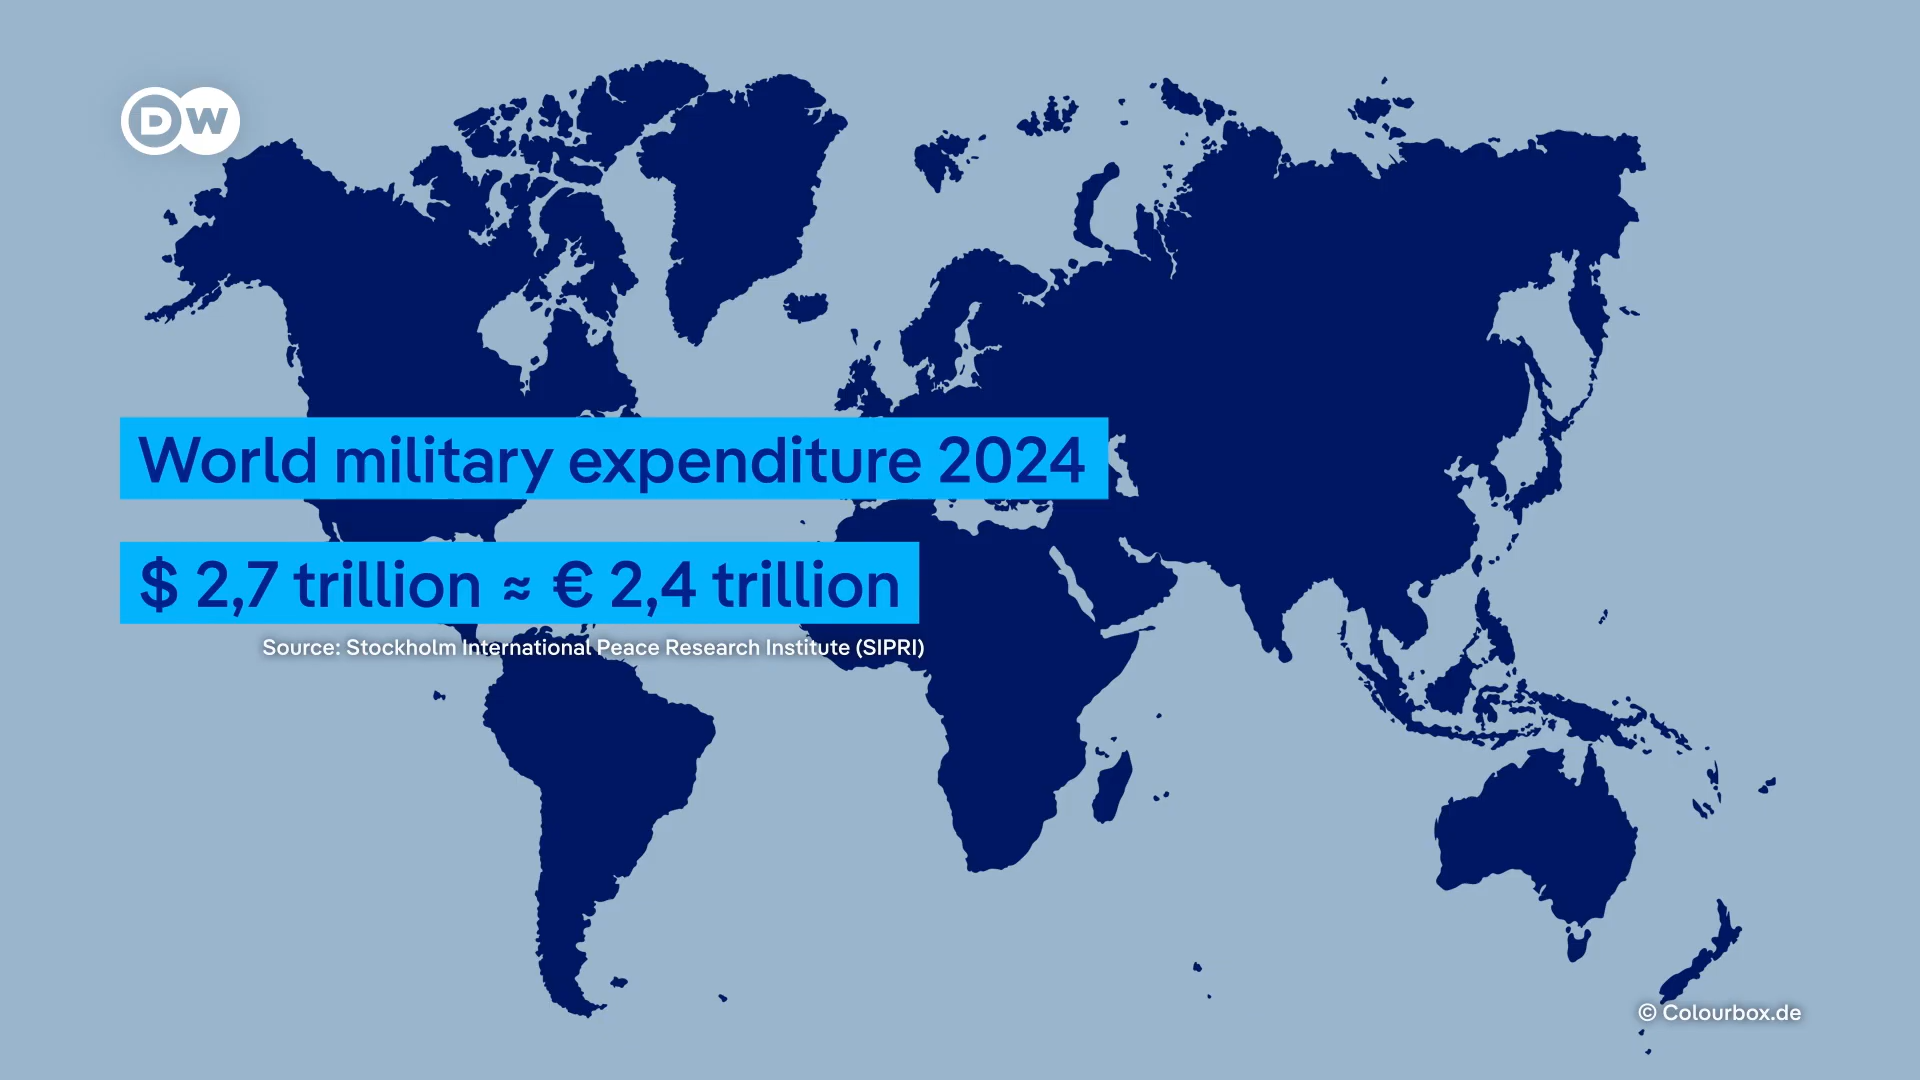 DW
World military expenditure 2024
$ 2,7 trillion ≈ € 2,4 trillion
Source: Stockholm International Peace Research Institute (SIPRI)
© Colourbox.de